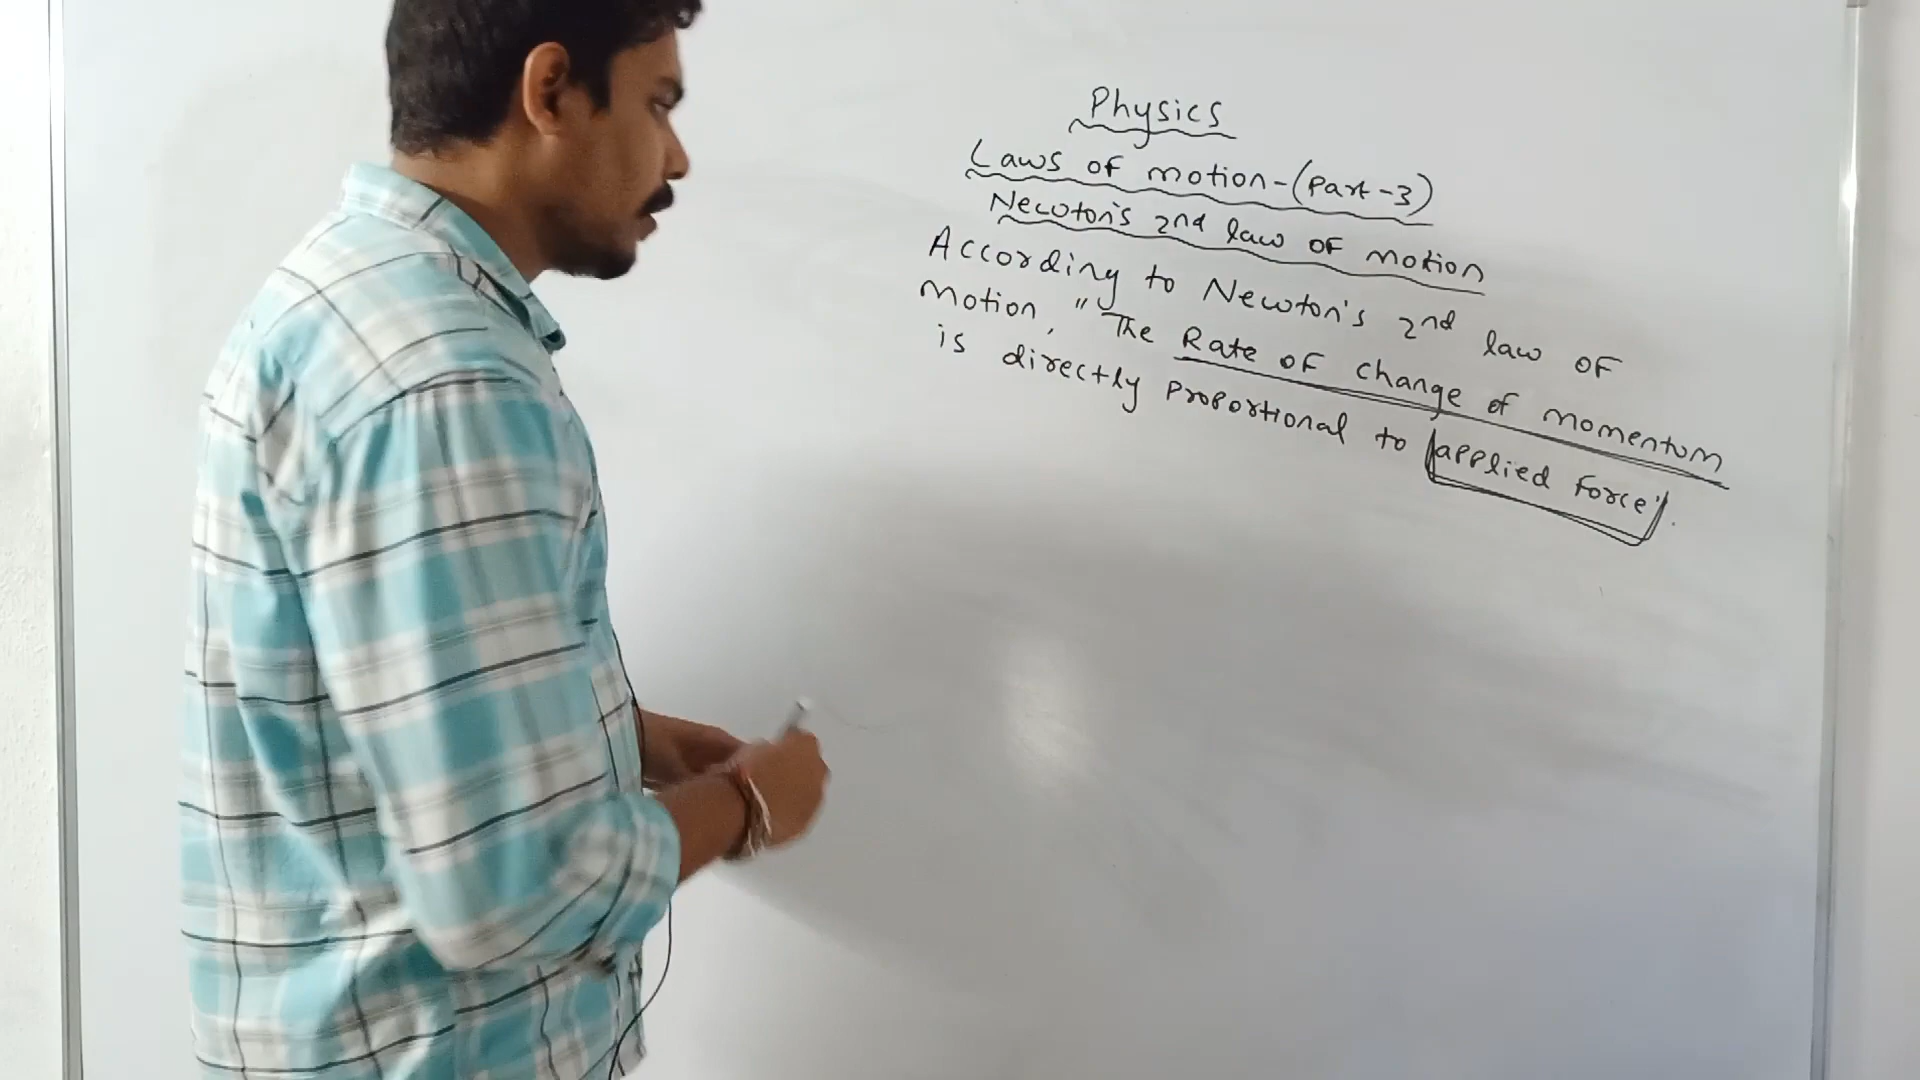 Physics
Laws of motion-(Part-3)
Newton's 2nd law of motion
According to Newton's 2nd law of
motion, "The Rate of change of momentum
is directly proportional to applied force".